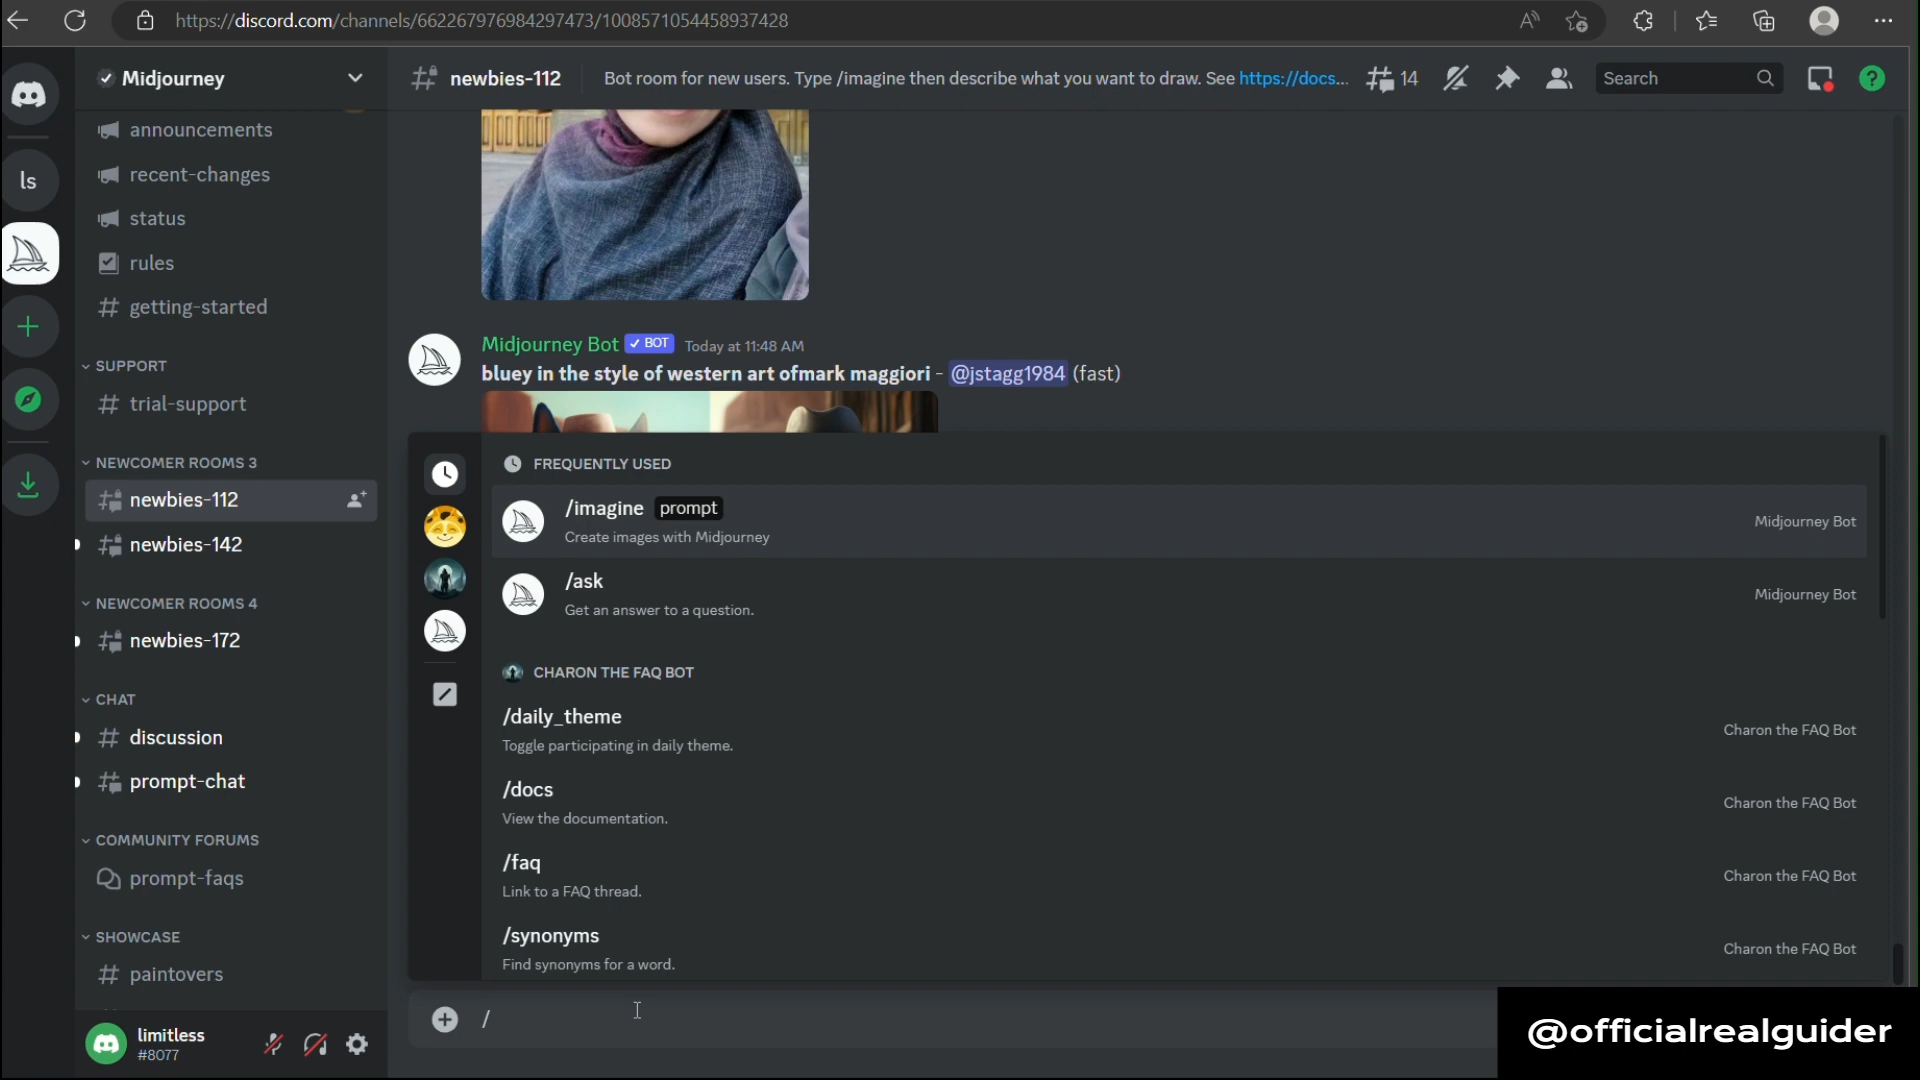 https://discord.com/channels/662267976984297473/1008571054458937428
Midjourney
announcements
recent-changes
status
rules
getting-started
SUPPORT
trial-support
NEWCOMER ROOMS 3
newbies-112
newbies-142
NEWCOMER ROOMS 4
newbies-172
CHAT
discussion
prompt-chat
COMMUNITY FORUMS
prompt-faqs
SHOWCASE
paintovers
limitless
#8077
ls
newbies-112
Bot room for new users. Type /imagine then describe what you want to draw. See https://docs...
14
Search
Midjourney Bot BOT Today at 11:48 AM
bluey in the style of western art ofmark maggiori - @jstagg1984 (fast)
FREQUENTLY USED
/imagine prompt
Create images with Midjourney
Midjourney Bot
/ask
Get an answer to a question.
Midjourney Bot
CHARON THE FAQ BOT
/daily_theme
Toggle participating in daily theme.
Charon the FAQ Bot
/docs
View the documentation.
Charon the FAQ Bot
/faq
Link to a FAQ thread.
Charon the FAQ Bot
/synonyms
Find synonyms for a word.
Charon the FAQ Bot
/
@officialrealguider